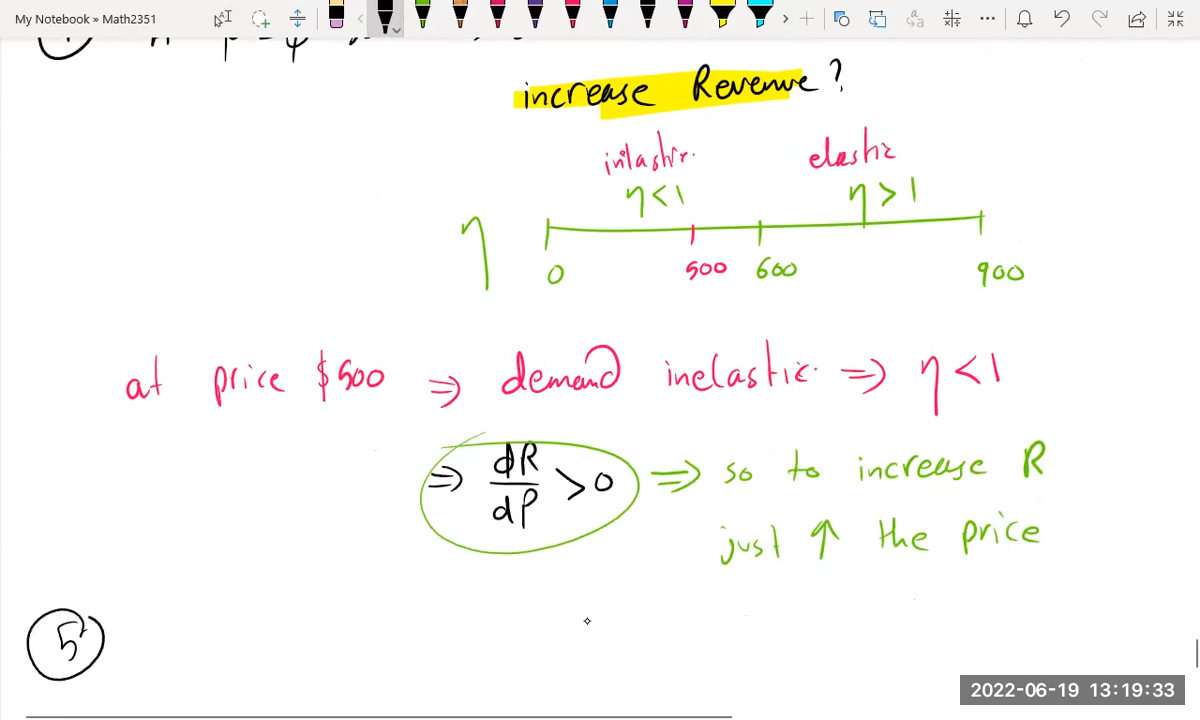 My Notebook » Math2351
increase Revenue?
elastic
η<1 η>1
η
0 500 600 900
at price $500 ⇒ demand inelastic. ⇒ η<1
⇒ dR/dP >0 ⇒ so to increase R
just ↑ the price
5
2022-06-19 13:19:33